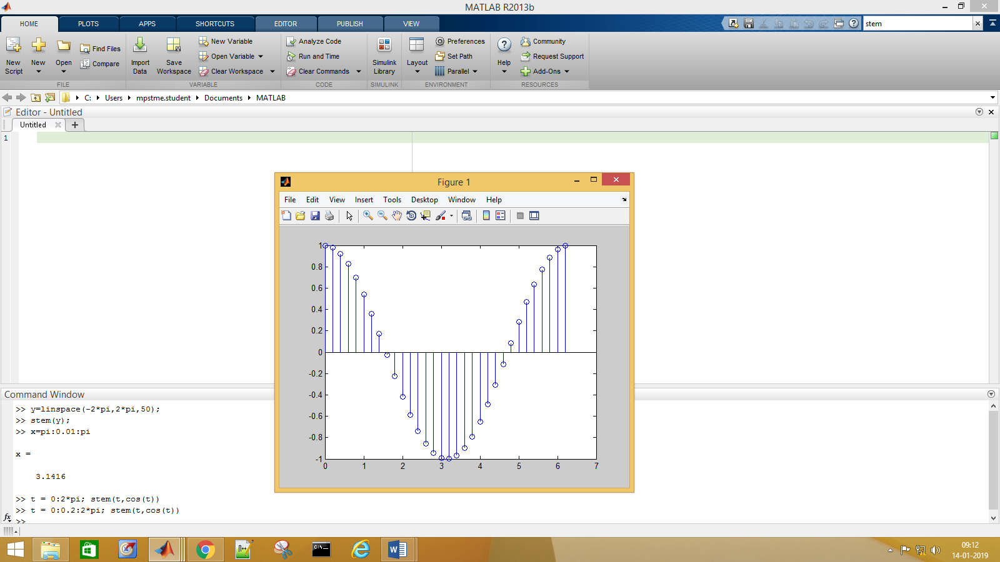 MATLAB R2013b
HOME PLOTS APPS SHORTCUTS EDITOR PUBLISH VIEW stem
New Script New Open Find Files Compare Import Data Save Workspace New Variable Open Variable Clear Workspace Analyze Code Run and Time Clear Commands Simulink Library Layout Preferences Set Path Parallel Help Community Request Support Add-Ons
FILE VARIABLE CODE SIMULINK ENVIRONMENT RESOURCES
C: Users mpstme.student Documents MATLAB
Editor - Untitled
Untitled
1
Figure 1
File Edit View Insert Tools Desktop Window Help
1
0.8
0.6
0.4
0.2
0
-0.2
-0.4
-0.6
-0.8
-1
0 1 2 3 4 5 6 7
Command Window
>> y=linspace(-2*pi,2*pi,50);
>> stem(y);
>> x=pi:0.01:pi
x =
3.1416
>> t = 0:2*pi; stem(t,cos(t))
>> t = 0:0.2:2*pi; stem(t,cos(t))
>>
fx
09:12
14-01-2019